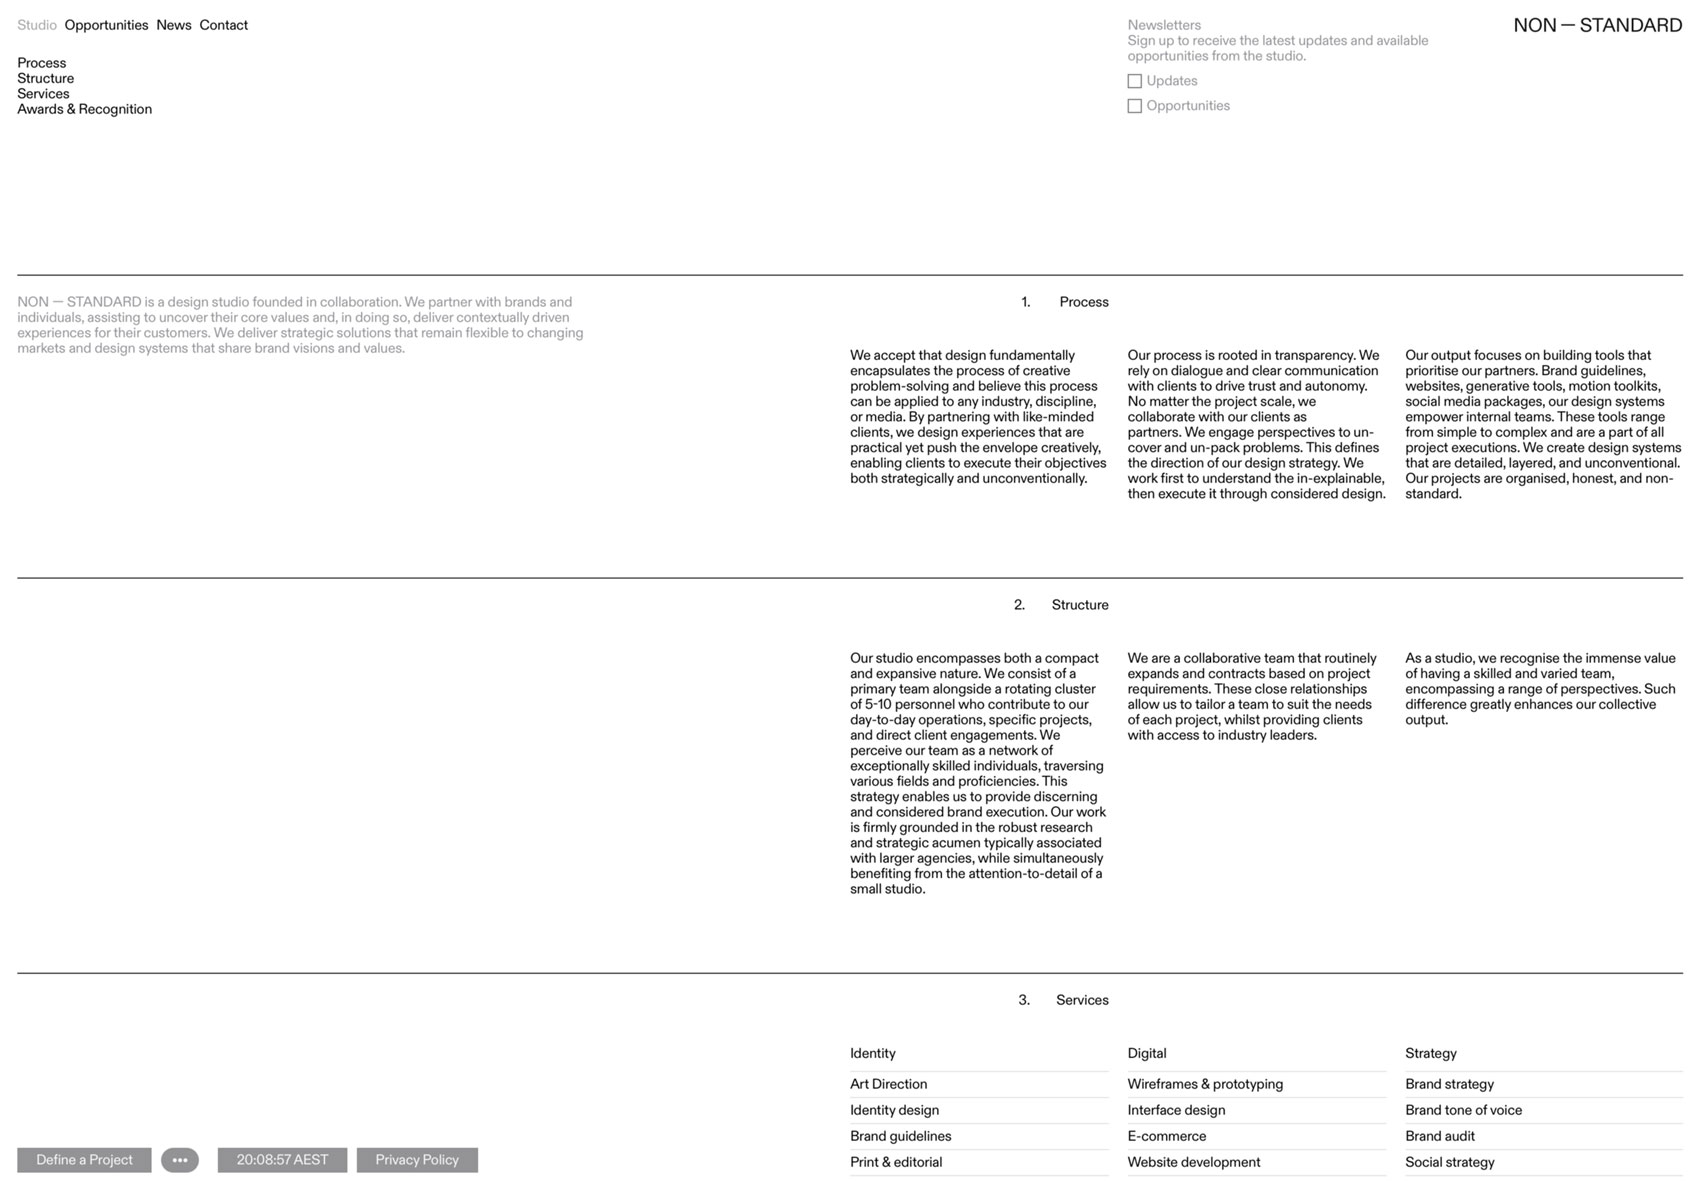 Studio Opportunities News Contact
Process
Structure
Services
Awards & Recognition
Newsletters
Sign up to receive the latest updates and available
opportunities from the studio.
Updates
Opportunities
NON — STANDARD
NON — STANDARD is a design studio founded in collaboration. We partner with brands and
individuals, assisting to uncover their core values and, in doing so, deliver contextually driven
experiences for their customers. We deliver strategic solutions that remain flexible to changing
markets and design systems that share brand visions and values.
1. Process
We accept that design fundamentally
encapsulates the process of creative
problem-solving and believe this process
can be applied to any industry, discipline,
or media. By partnering with like-minded
clients, we design experiences that are
practical yet push the envelope creatively,
enabling clients to execute their objectives
both strategically and unconventionally.
Our process is rooted in transparency. We
rely on dialogue and clear communication
with clients to drive trust and autonomy.
No matter the project scale, we
collaborate with our clients as
partners. We engage perspectives to un-
cover and un-pack problems. This defines
the direction of our design strategy. We
work first to understand the in-explainable,
then execute it through considered design.
Our output focuses on building tools that
prioritise our partners. Brand guidelines,
websites, generative tools, motion toolkits,
social media packages, our design systems
empower internal teams. These tools range
from simple to complex and are a part of all
project executions. We create design systems
that are detailed, layered, and unconventional.
Our projects are organised, honest, and non-
standard.
2. Structure
Our studio encompasses both a compact
and expansive nature. We consist of a
primary team alongside a rotating cluster
of 5-10 personnel who contribute to our
day-to-day operations, specific projects,
and direct client engagements. We
perceive our team as a network of
exceptionally skilled individuals, traversing
various fields and proficiencies. This
strategy enables us to provide discerning
and considered brand execution. Our work
is firmly grounded in the robust research
and strategic acumen typically associated
with larger agencies, while simultaneously
benefiting from the attention-to-detail of a
small studio.
We are a collaborative team that routinely
expands and contracts based on project
requirements. These close relationships
allow us to tailor a team to suit the needs
of each project, whilst providing clients
with access to industry leaders.
As a studio, we recognise the immense value
of having a skilled and varied team,
encompassing a range of perspectives. Such
difference greatly enhances our collective
output.
3. Services
Identity
Art Direction
Identity design
Brand guidelines
Print & editorial
Digital
Wireframes & prototyping
Interface design
E-commerce
Website development
Strategy
Brand strategy
Brand tone of voice
Brand audit
Social strategy
Define a Project
•••
20:08:57 AEST
Privacy Policy